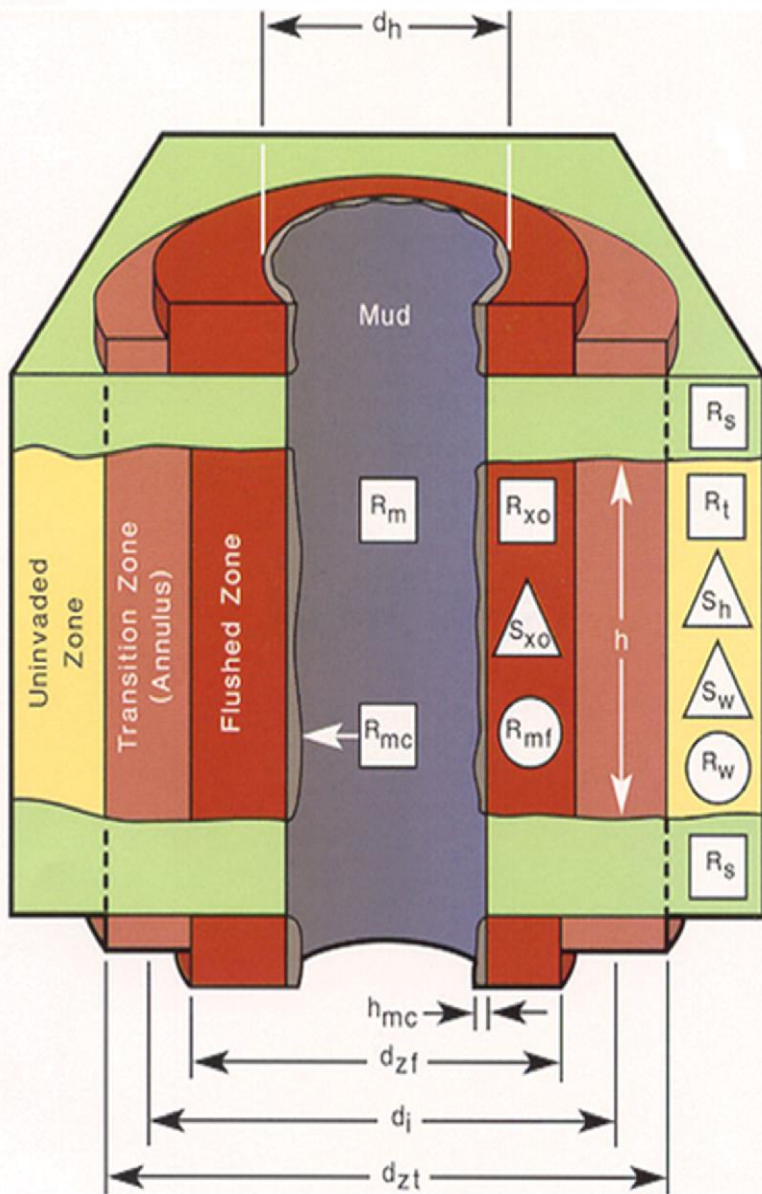 dh
Mud
Rs
Rm
Rxo
Rt
Sh
Sxo
h
Sw
Rmc
Rmf
Rw
Rs
Uninvaded
Zone
Transition Zone
(Annulus)
Flushed Zone
hmc
dzf
di
dzt